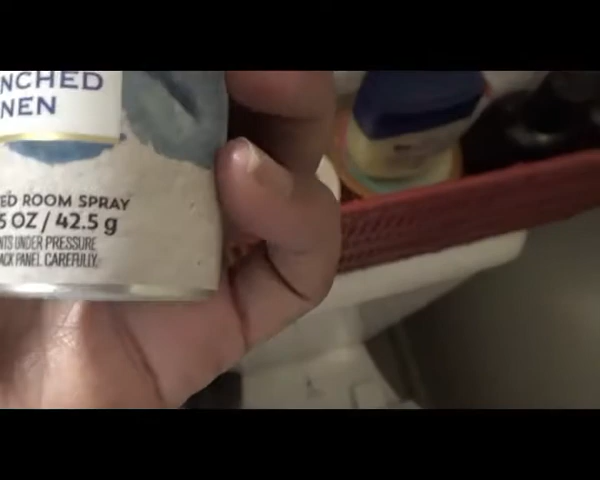 NCHED
NEN
ED ROOM SPRAY
5 OZ / 42.5 g
NTS UNDER PRESSURE
ACK PANEL CAREFULLY.